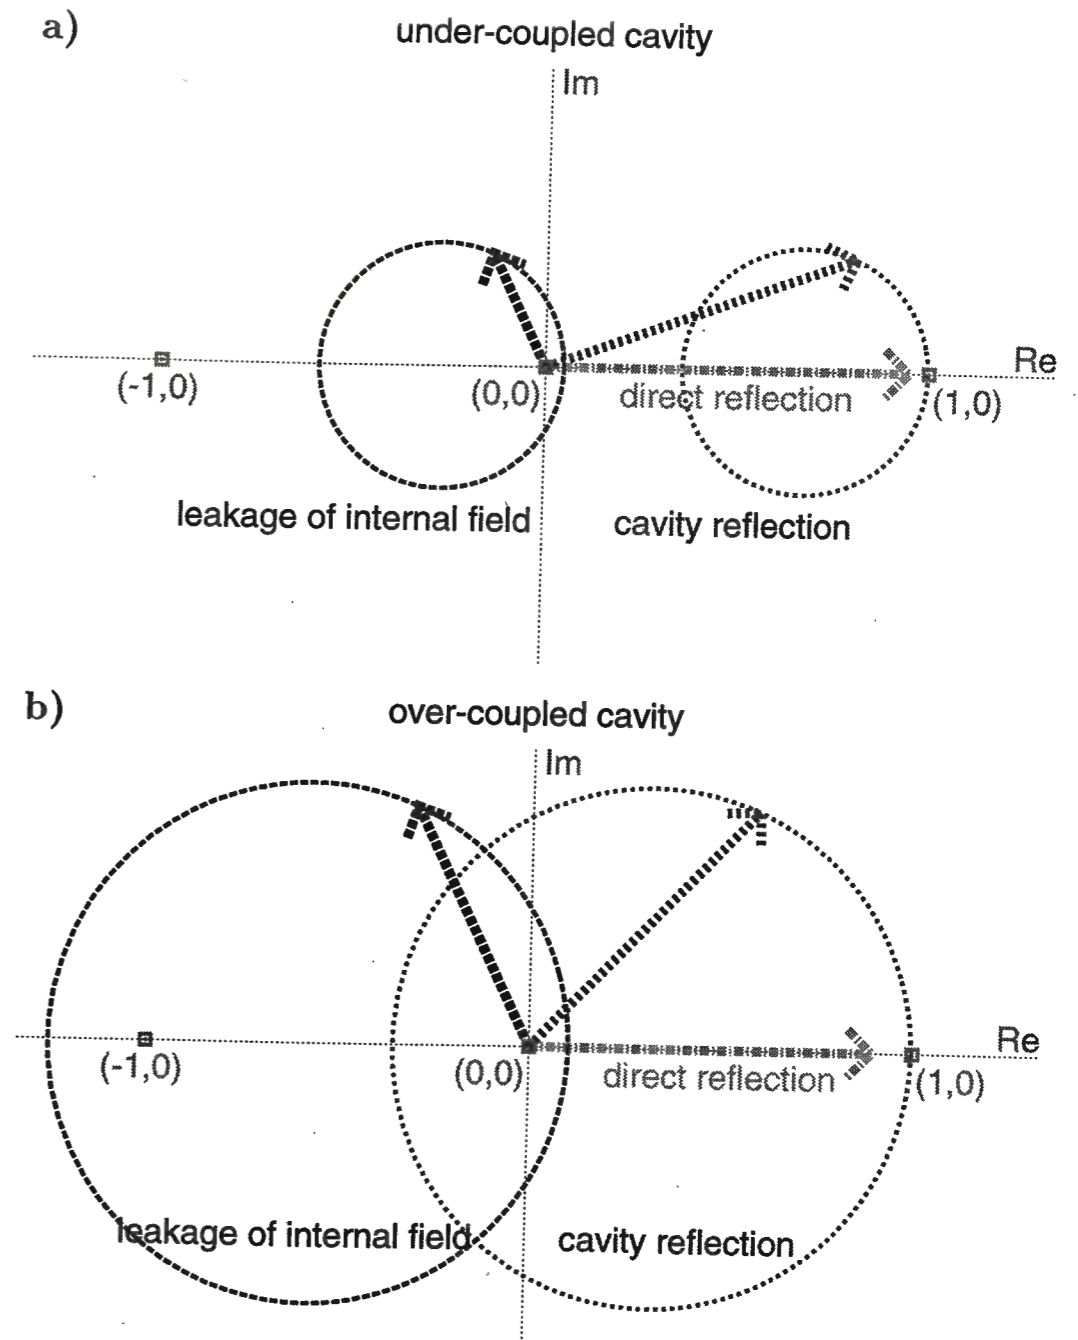 a)
under-coupled cavity
Im
Re
(-1,0)
(0,0)
direct reflection
(1,0)
leakage of internal field
cavity reflection
b)
over-coupled cavity
Im
Re
(-1,0)
(0,0)
direct reflection
(1,0)
leakage of internal field
cavity reflection